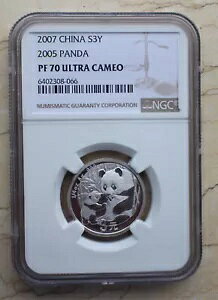 2007 CHINA S3Y
2005 PANDA
PF 70 ULTRA CAMEO
6402308-066
NUMISMATIC GUARANTY CORPORATION
NGC